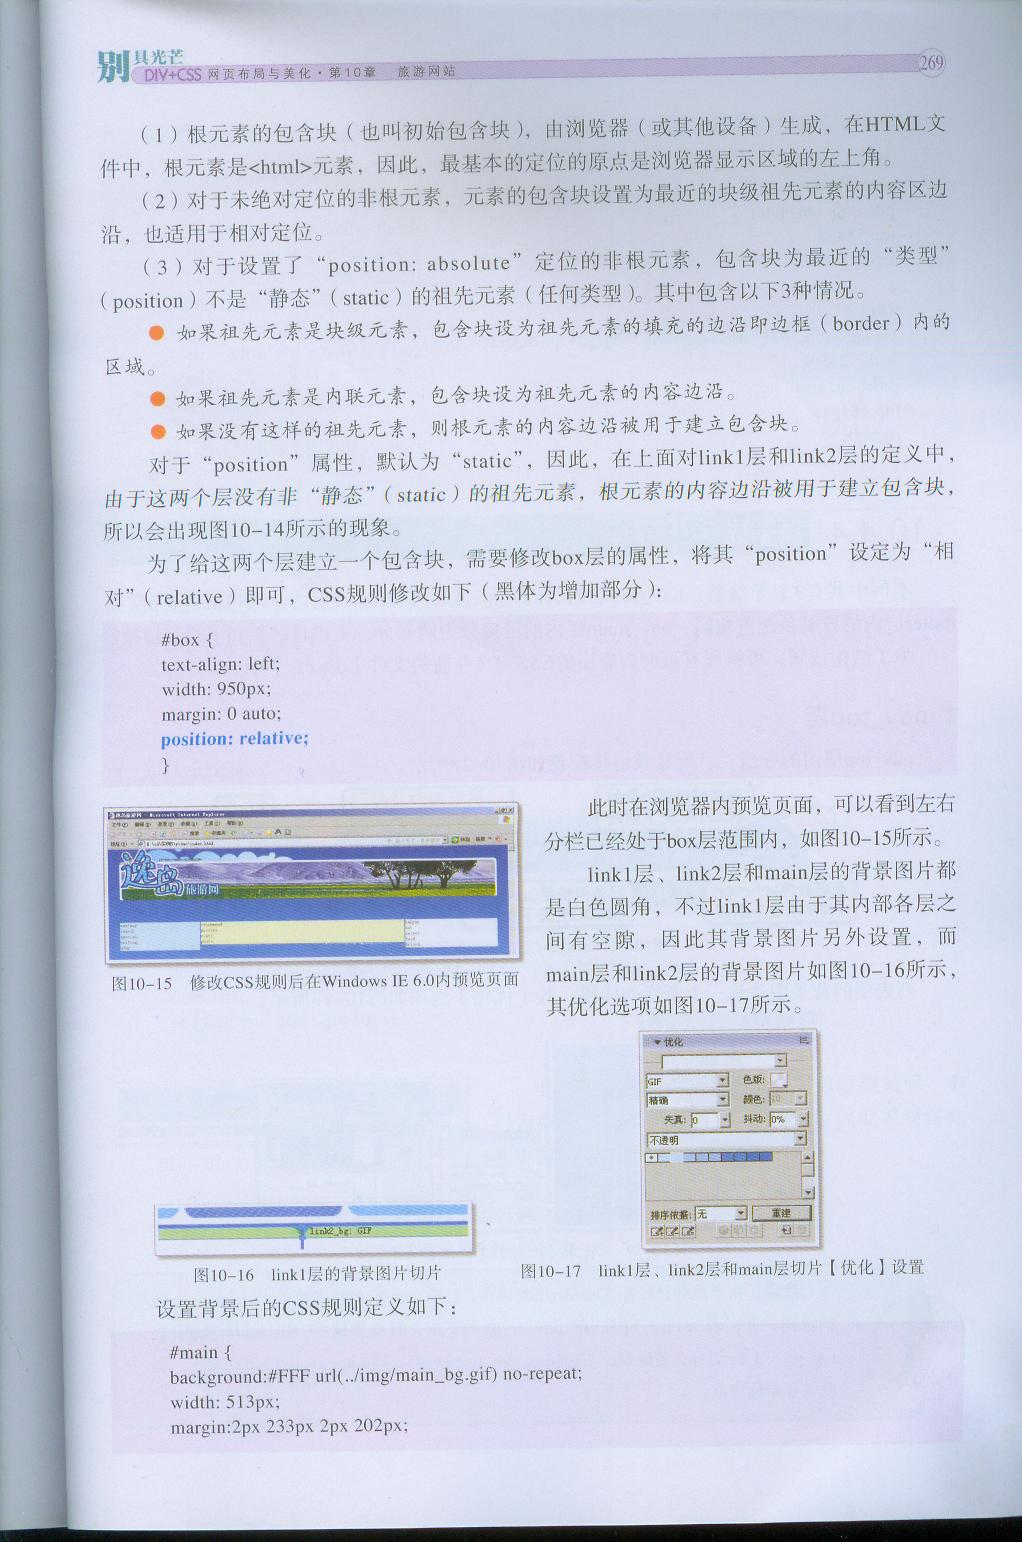 别具光芒
DIV+CSS 网页布局与美化·第10章 旅游网站
269
（1）根元素的包含块（也叫初始包含块），由浏览器（或其他设备）生成，在HTML文
件中，根元素是<html>元素，因此，最基本的定位的原点是浏览器显示区域的左上角。
（2）对于未绝对定位的非根元素，元素的包含块设置为最近的块级祖先元素的内容区边
沿，也适用于相对定位。
（3）对于设置了“position: absolute”定位的非根元素，包含块为最近的“类型”
（position）不是“静态”（static）的祖先元素（任何类型）。其中包含以下3种情况。
● 如果祖先元素是块级元素，包含块设为祖先元素的填充的边沿即边框（border）内的
区域。
● 如果祖先元素是内联元素，包含块设为祖先元素的内容边沿。
● 如果没有这样的祖先元素，则根元素的内容边沿被用于建立包含块。
对于“position”属性，默认为“static”，因此，在上面对link1层和link2层的定义中，
由于这两个层没有非“静态”（static）的祖先元素，根元素的内容边沿被用于建立包含块，
所以会出现图10-14所示的现象。
为了给这两个层建立一个包含块，需要修改box层的属性，将其“position”设定为“相
对”（relative）即可，CSS规则修改如下（黑体为增加部分）：
#box {
text-align: left;
width: 950px;
margin: 0 auto;
position: relative;
}
逸岛旅游网
图10-15 修改CSS规则后在Windows IE 6.0内预览页面
此时在浏览器内预览页面，可以看到左右
分栏已经处于box层范围内，如图10-15所示。
link1层、link2层和main层的背景图片都
是白色圆角，不过link1层由于其内部各层之
间有空隙，因此其背景图片另外设置，而
main层和link2层的背景图片如图10-16所示，
其优化选项如图10-17所示。
优化
GIF 色版:
精确 颜色: 10
失真: 0 抖动: 0%
不透明
排序依据: 无 重建
link2_bg: GIF
图10-16 link1层的背景图片切片
图10-17 link1层、link2层和main层切片【优化】设置
设置背景后的CSS规则定义如下：
#main {
background:#FFF url(../img/main_bg.gif) no-repeat;
width: 513px;
margin:2px 233px 2px 202px;